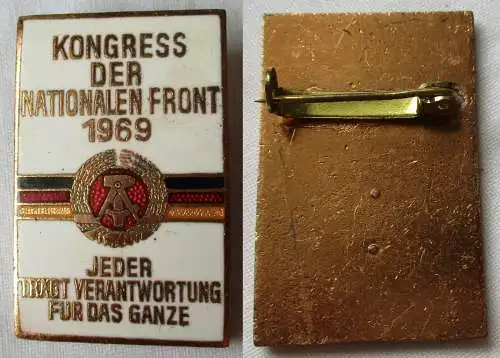 KONGRESS
DER
NATIONALEN FRONT
1969
JEDER
TRÄGT VERANTWORTUNG
FÜR DAS GANZE